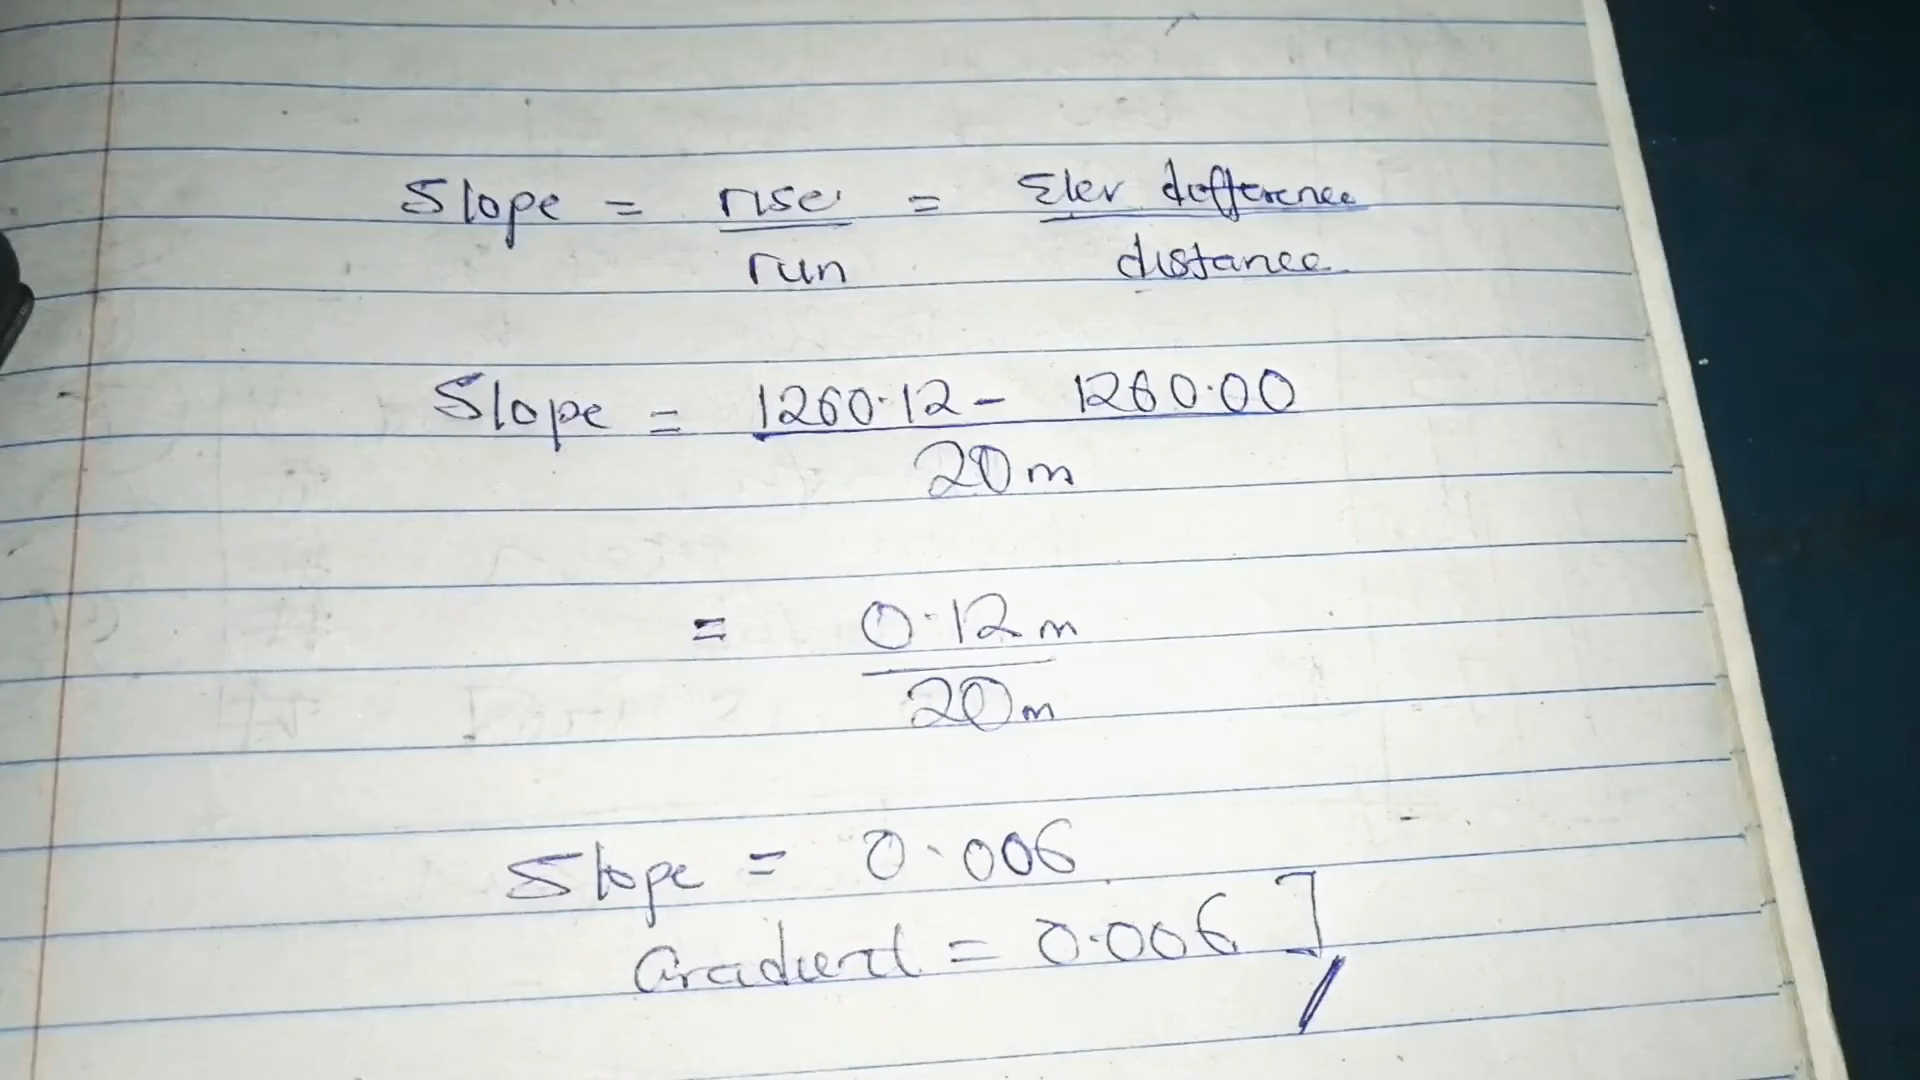 Slope = rise = Elev difference
run distance
Slope = 1260.12 - 1260.00
20m
= 0.12m
20m
Slope = 0.006
Gradient = 0.006]